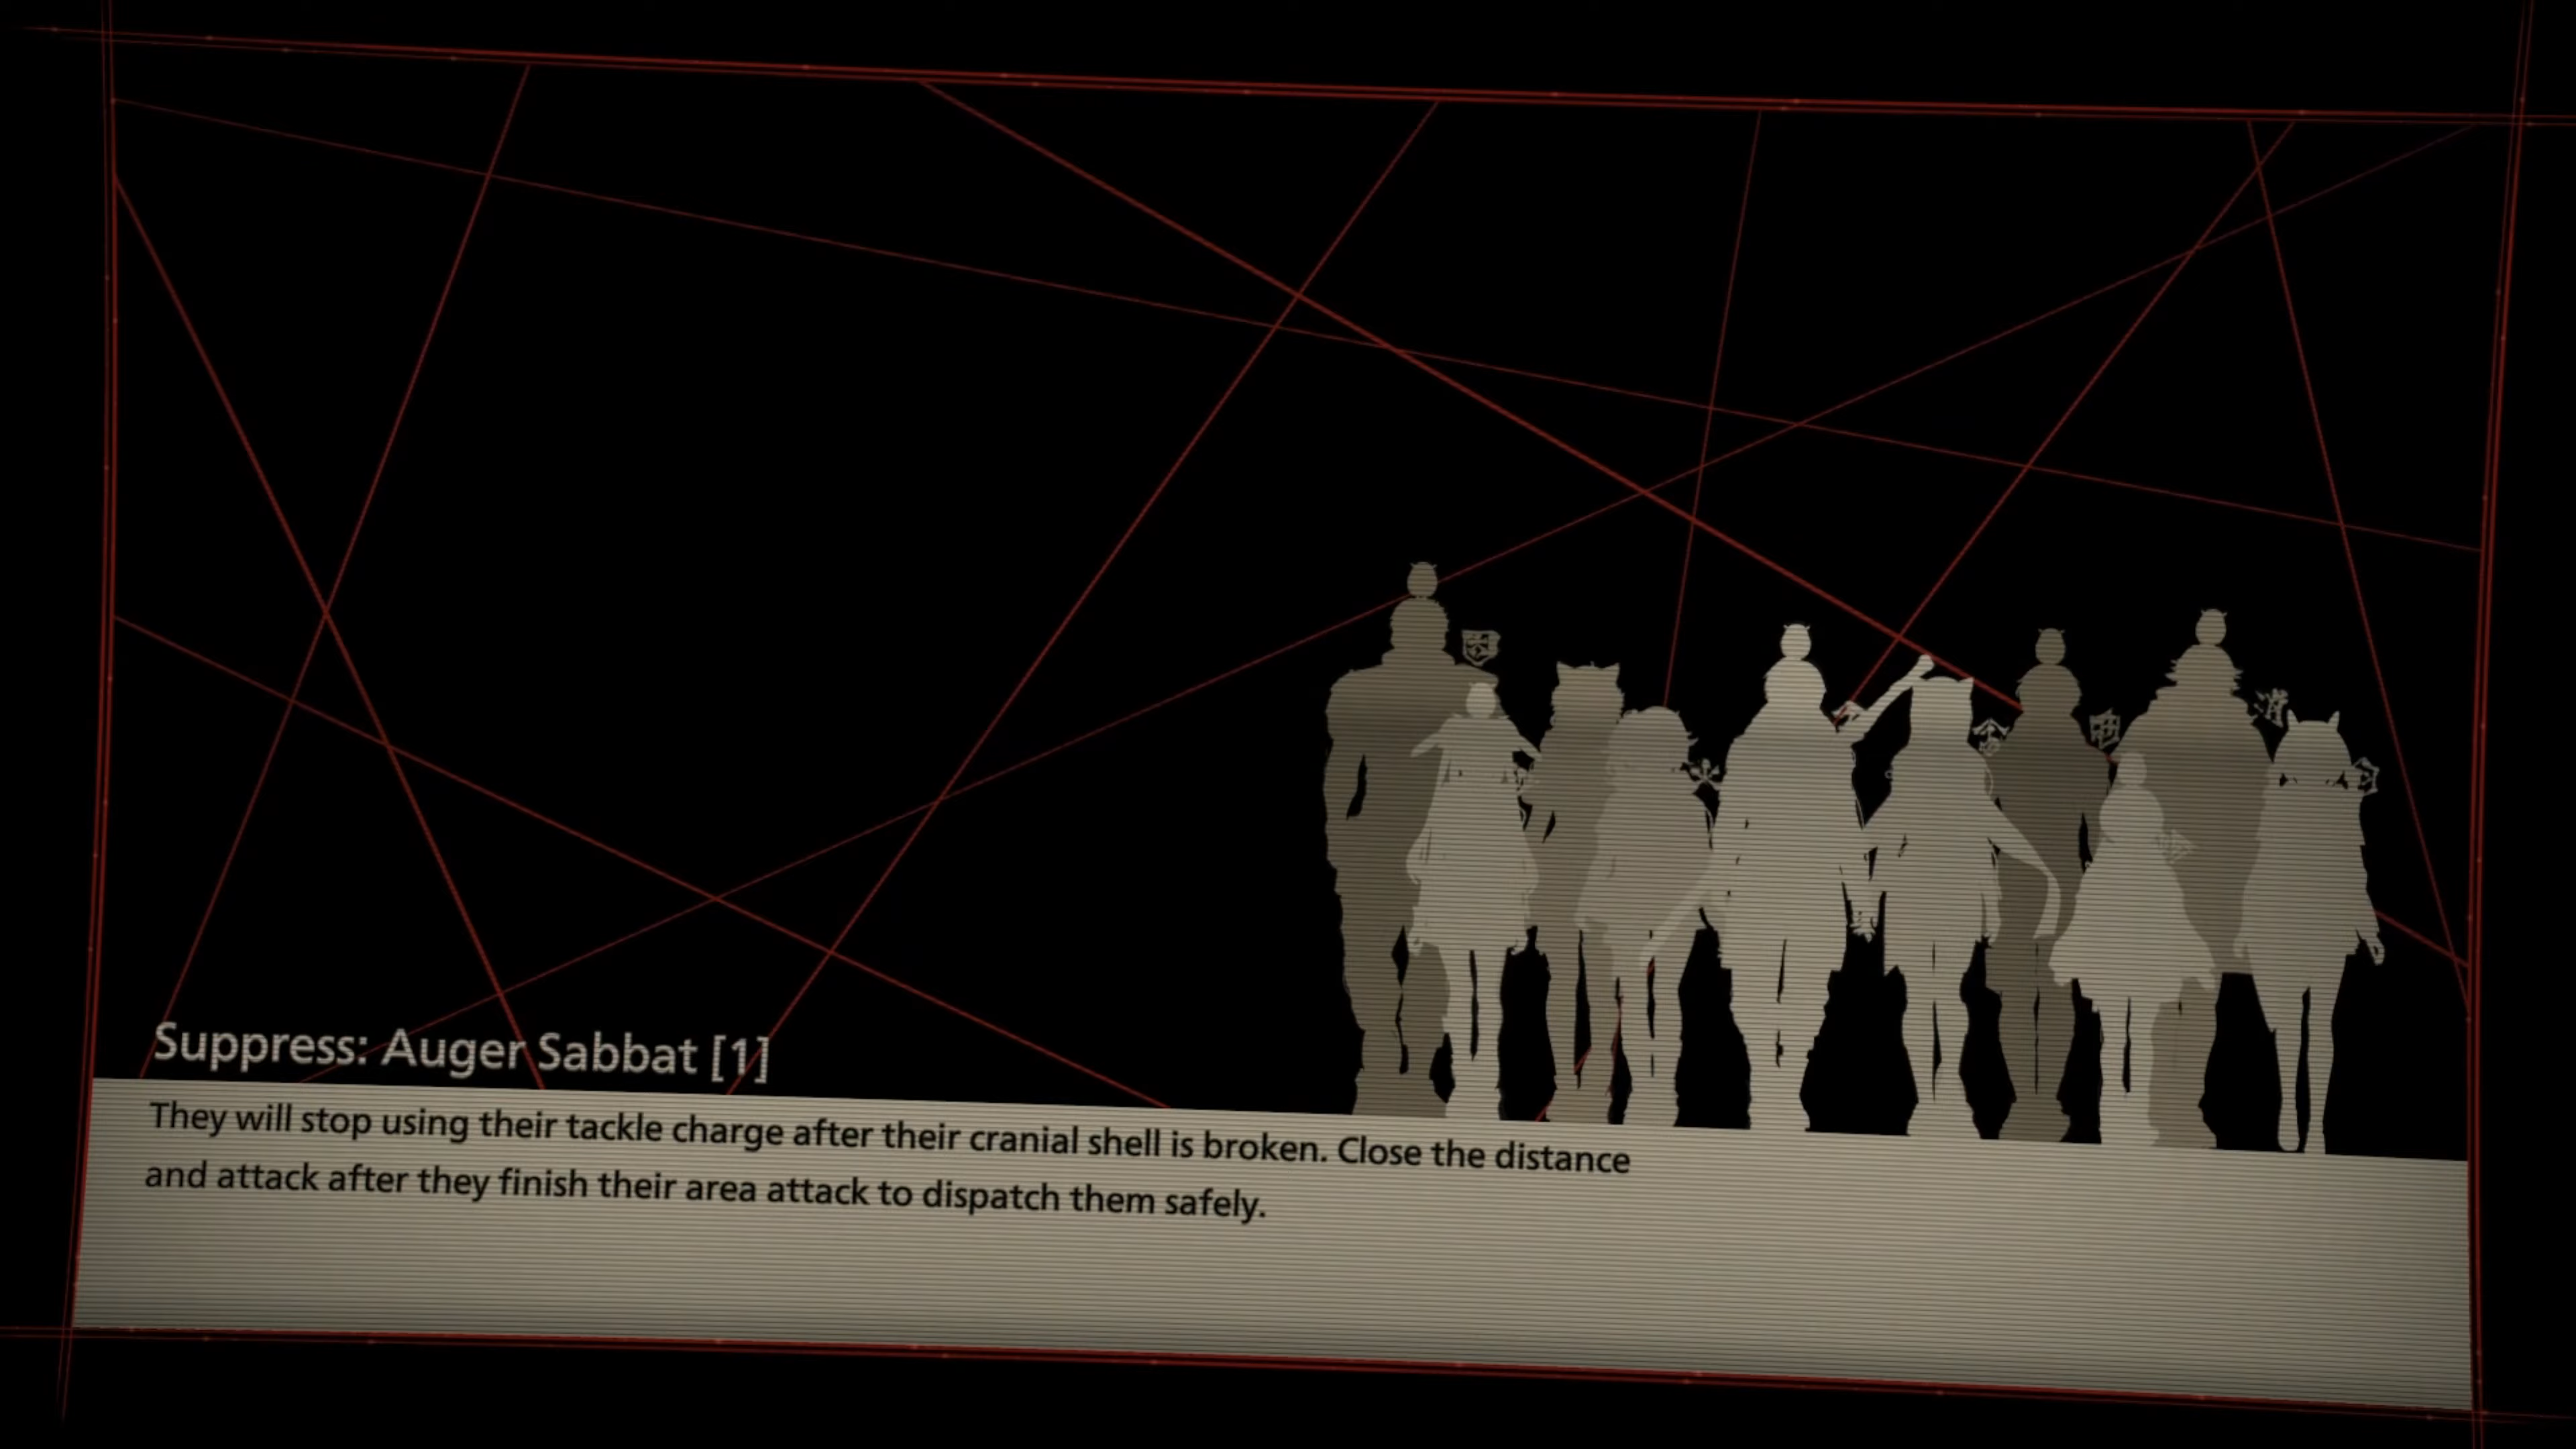 Suppress: Auger Sabbat [1]
They will stop using their tackle charge after their cranial shell is broken. Close the distance
and attack after they finish their area attack to dispatch them safely.